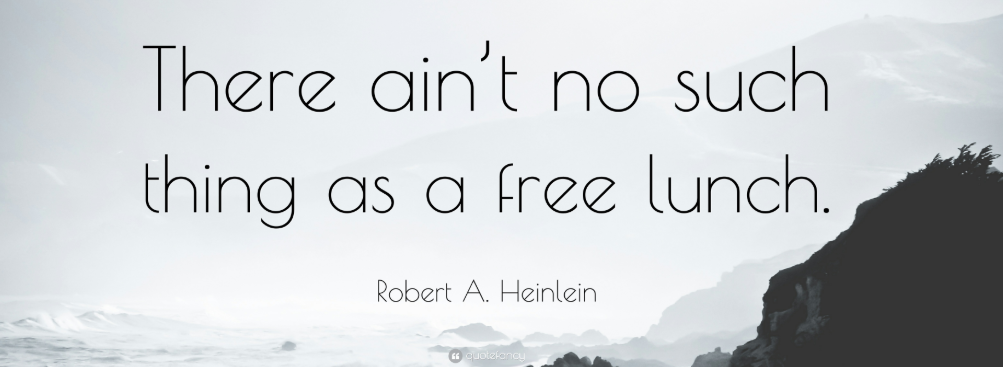 There ain’t no such
thing as a free lunch.
Robert A. Heinlein
quotefancy